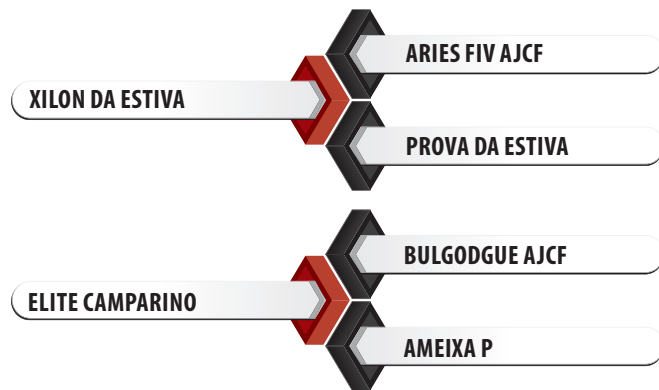 ARIES FIV AJCF
XILON DA ESTIVA
PROVA DA ESTIVA
BULGODGUE AJCF
ELITE CAMPARINO
AMEIXA P